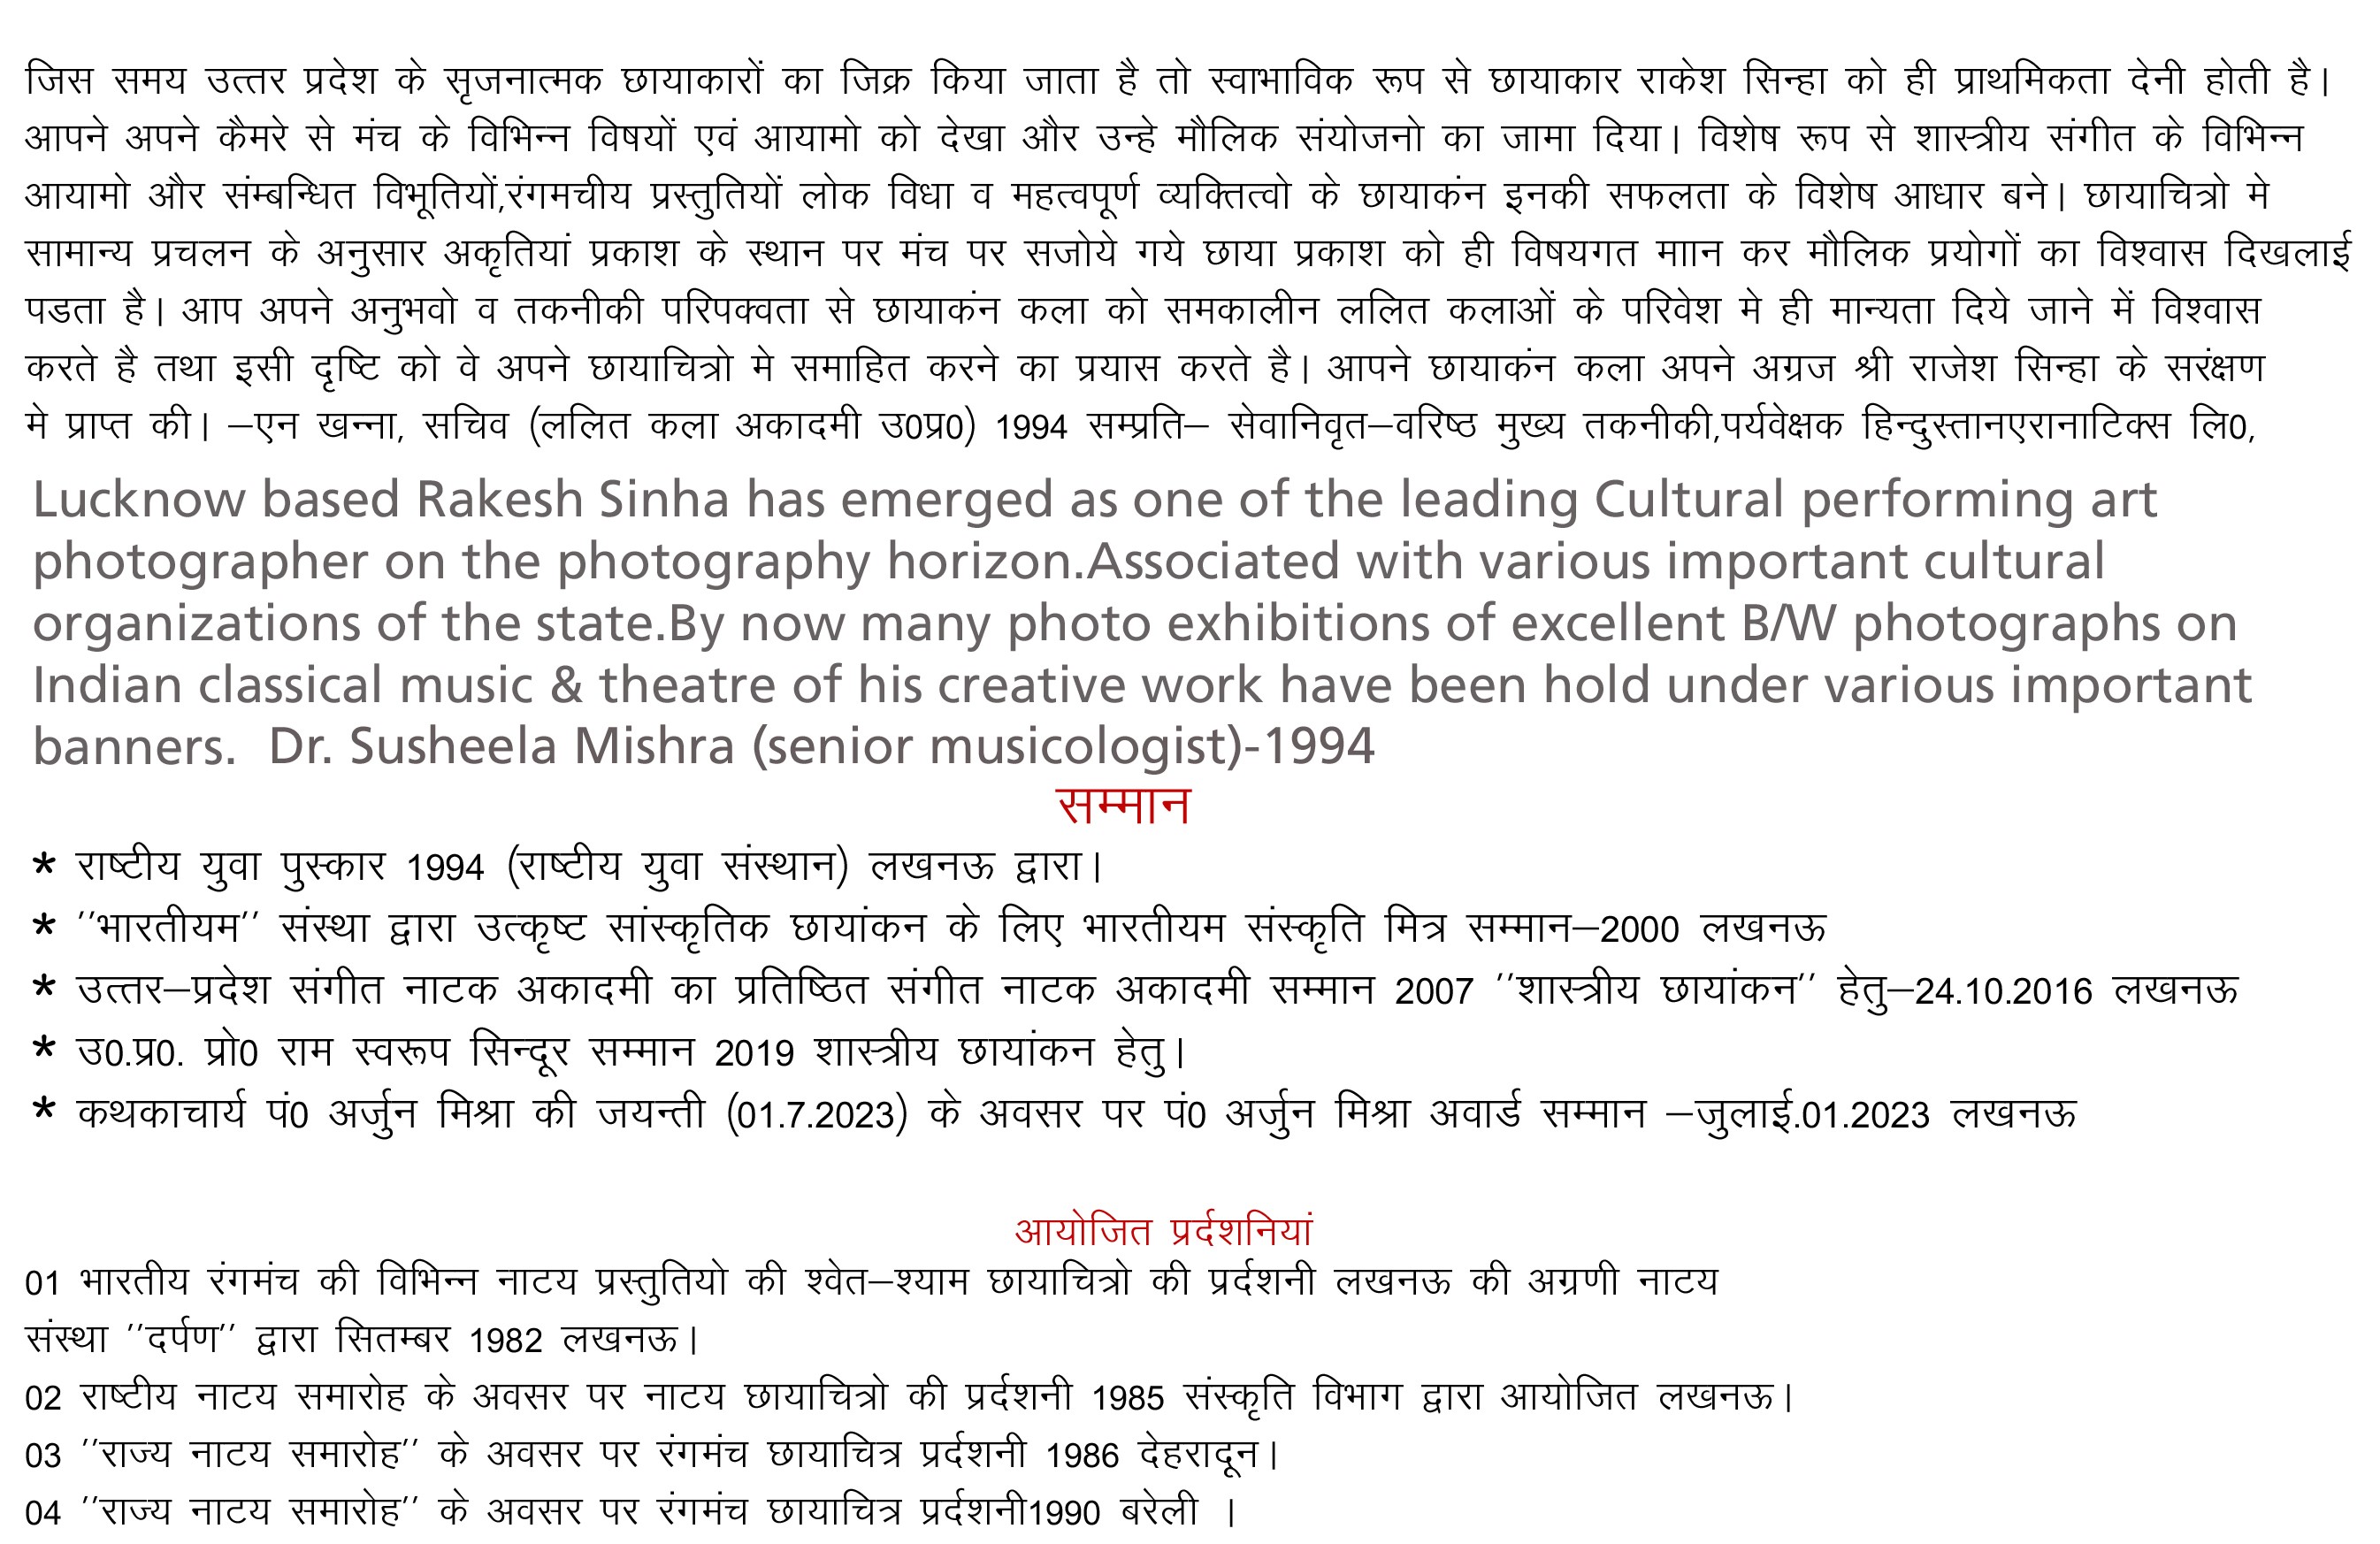 जिस समय उत्तर प्रदेश के सृजनात्मक छायाकारों का जिक्र किया जाता है तो स्वाभाविक रूप से छायाकार राकेश सिन्हा को ही प्राथमिकता देनी होती है।
आपने अपने कैमरे से मंच के विभिन्न विषयों एवं आयामो को देखा और उन्हे मौलिक संयोजनो का जामा दिया। विशेष रूप से शास्त्रीय संगीत के विभिन्न
आयामो और संम्बन्धित विभूतियों,रंगमचीय प्रस्तुतियों लोक विधा व महत्वपूर्ण व्यक्तित्वो के छायाकंन इनकी सफलता के विशेष आधार बने। छायाचित्रो मे
सामान्य प्रचलन के अनुसार अकृतियां प्रकाश के स्थान पर मंच पर सजोये गये छाया प्रकाश को ही विषयगत माान कर मौलिक प्रयोगों का विश्वास दिखलाई
पडता है। आप अपने अनुभवो व तकनीकी परिपक्वता से छायाकंन कला को समकालीन ललित कलाओं के परिवेश मे ही मान्यता दिये जाने में विश्वास
करते है तथा इसी दृष्टि को वे अपने छायाचित्रो मे समाहित करने का प्रयास करते है। आपने छायाकंन कला अपने अग्रज श्री राजेश सिन्हा के सरंक्षण
मे प्राप्त की। –एन खन्ना, सचिव (ललित कला अकादमी उ0प्र0) 1994 सम्प्रति– सेवानिवृत–वरिष्ठ मुख्य तकनीकी,पर्यवेक्षक हिन्दुस्तानएरानाटिक्स लि0,
Lucknow based Rakesh Sinha has emerged as one of the leading Cultural performing art
photographer on the photography horizon.Associated with various important cultural
organizations of the state.By now many photo exhibitions of excellent B/W photographs on
Indian classical music & theatre of his creative work have been hold under various important
banners. Dr. Susheela Mishra (senior musicologist)-1994
सम्मान
* राष्टीय युवा पुस्कार 1994 (राष्टीय युवा संस्थान) लखनऊ द्वारा।
* ''भारतीयम'' संस्था द्वारा उत्कृष्ट सांस्कृतिक छायांकन के लिए भारतीयम संस्कृति मित्र सम्मान–2000 लखनऊ
* उत्तर–प्रदेश संगीत नाटक अकादमी का प्रतिष्ठित संगीत नाटक अकादमी सम्मान 2007 ''शास्त्रीय छायांकन'' हेतु–24.10.2016 लखनऊ
* उ0.प्र0. प्रो0 राम स्वरूप सिन्दूर सम्मान 2019 शास्त्रीय छायांकन हेतु।
* कथकाचार्य पं0 अर्जुन मिश्रा की जयन्ती (01.7.2023) के अवसर पर पं0 अर्जुन मिश्रा अवार्ड सम्मान –जुलाई.01.2023 लखनऊ
आयोजित प्रर्दशनियां
01 भारतीय रंगमंच की विभिन्न नाटय प्रस्तुतियो की श्वेत–श्याम छायाचित्रो की प्रर्दशनी लखनऊ की अग्रणी नाटय
संस्था ''दर्पण'' द्वारा सितम्बर 1982 लखनऊ।
02 राष्टीय नाटय समारोह के अवसर पर नाटय छायाचित्रो की प्रर्दशनी 1985 संस्कृति विभाग द्वारा आयोजित लखनऊ।
03 ''राज्य नाटय समारोह'' के अवसर पर रंगमंच छायाचित्र प्रर्दशनी 1986 देहरादून।
04 ''राज्य नाटय समारोह'' के अवसर पर रंगमंच छायाचित्र प्रर्दशनी1990 बरेली ।